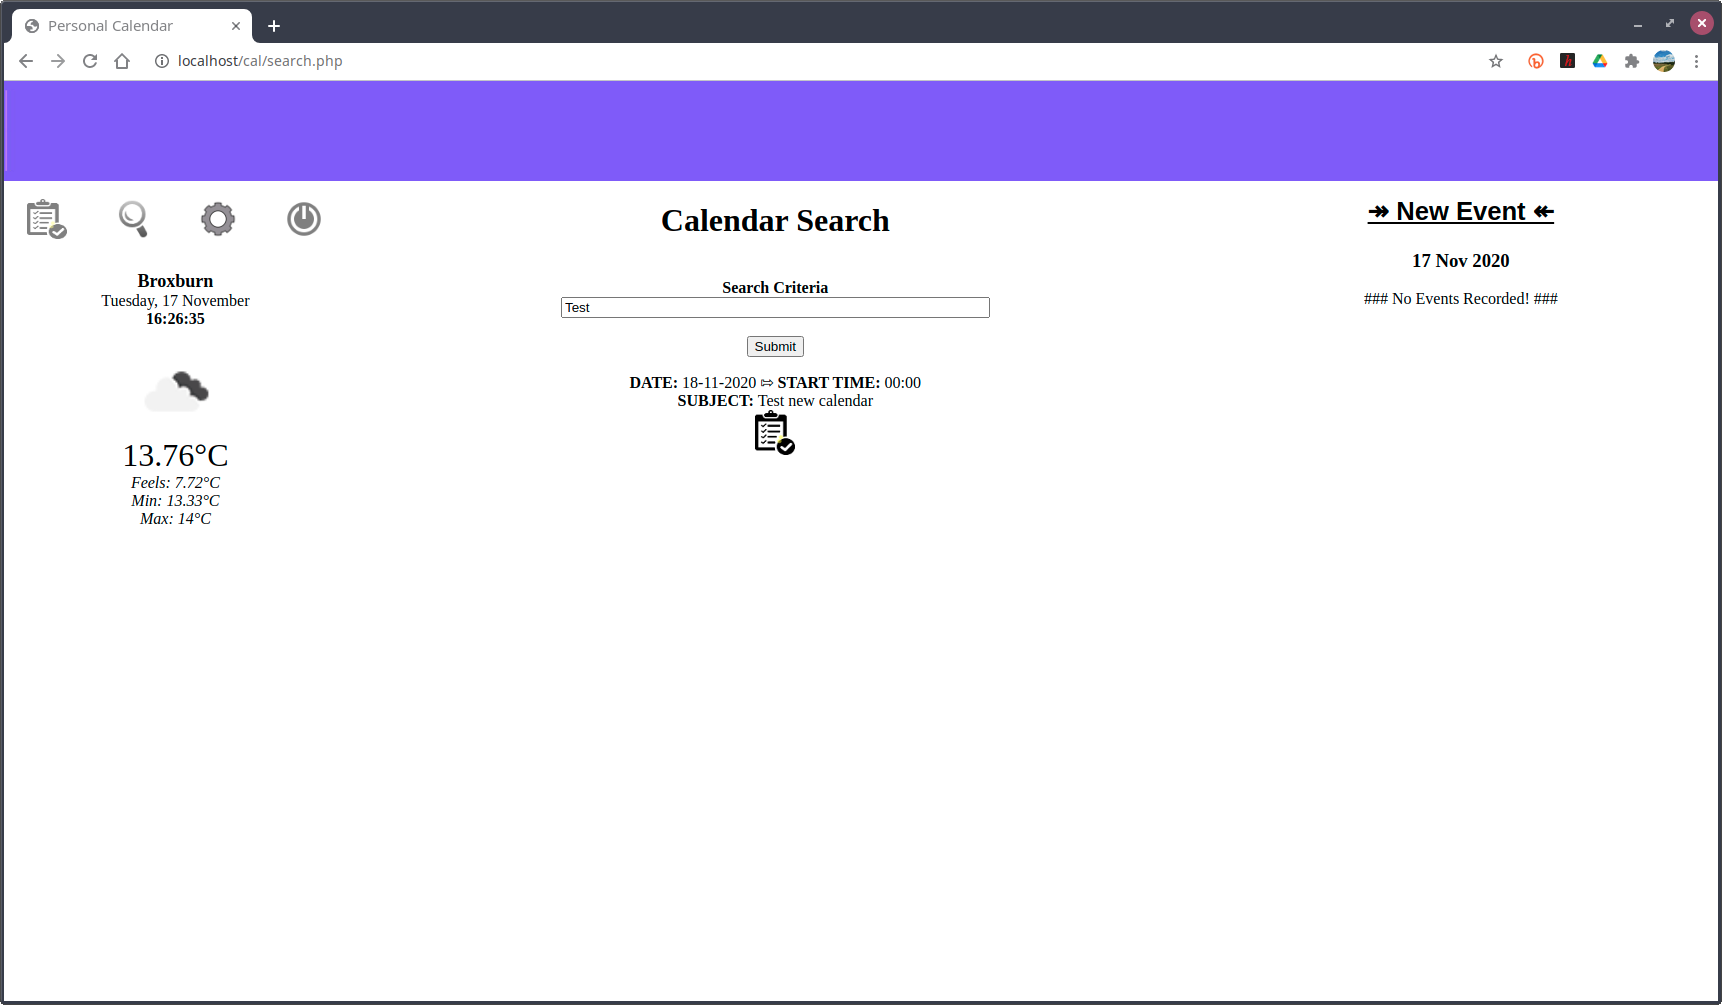 Personal Calendar
localhost/cal/search.php
Calendar Search
↠ New Event ↞
Broxburn
Tuesday, 17 November
16:26:35
13.76°C
Feels: 7.72°C
Min: 13.33°C
Max: 14°C
Search Criteria
Test
Submit
DATE: 18-11-2020 ⇰ START TIME: 00:00
SUBJECT: Test new calendar
17 Nov 2020
### No Events Recorded! ###